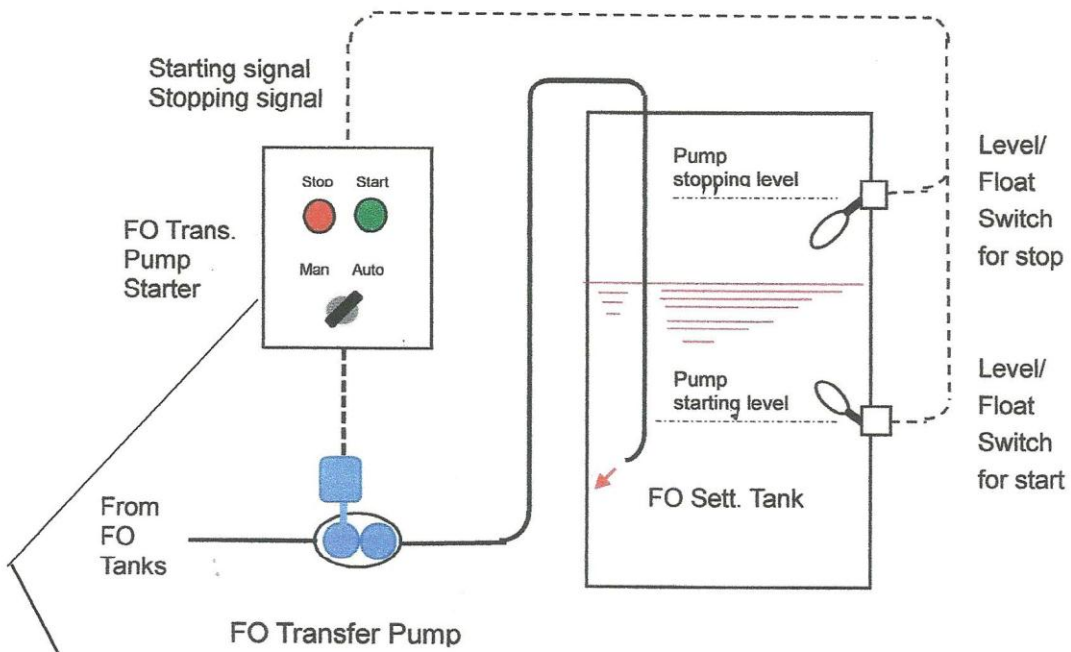 Starting signal
Stopping signal
Stop Start
Man Auto
FO Trans.
Pump
Starter
From
FO
Tanks
FO Transfer Pump
Pump
stopping level
Pump
starting level
FO Sett. Tank
Level/
Float
Switch
for stop
Level/
Float
Switch
for start